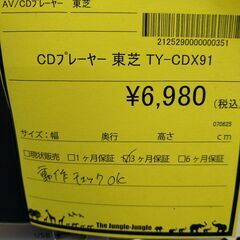 AV/CDプレーヤー 東芝
2125290000000351
CDプレーヤー 東芝 TY-CDX91
¥6,980(税込)
070825
サイズ:幅 奥行 高さ cm
□現状販売 □1ヶ月保証 ☑3ヶ月保証 □6ヶ月保証
動作チェックOK
The Jungle-Jungle